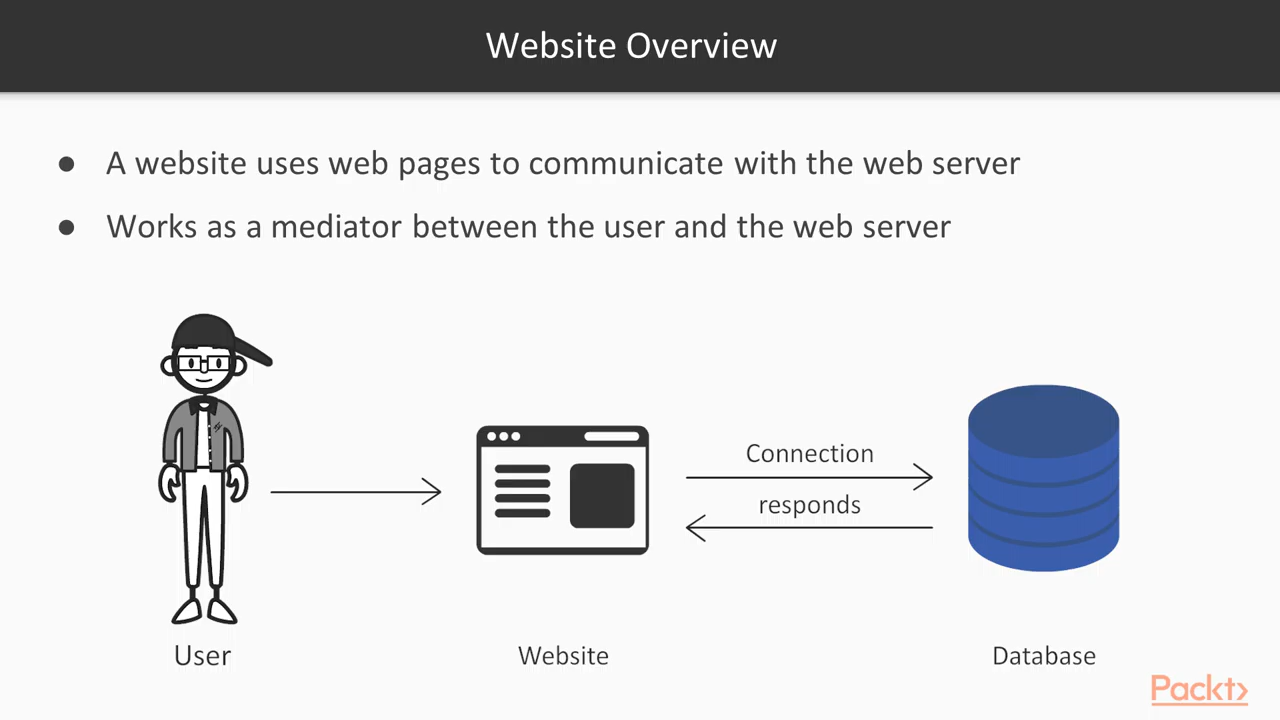 Website Overview
● A website uses web pages to communicate with the web server
● Works as a mediator between the user and the web server
Connection
responds
User
Website
Database
Packt>